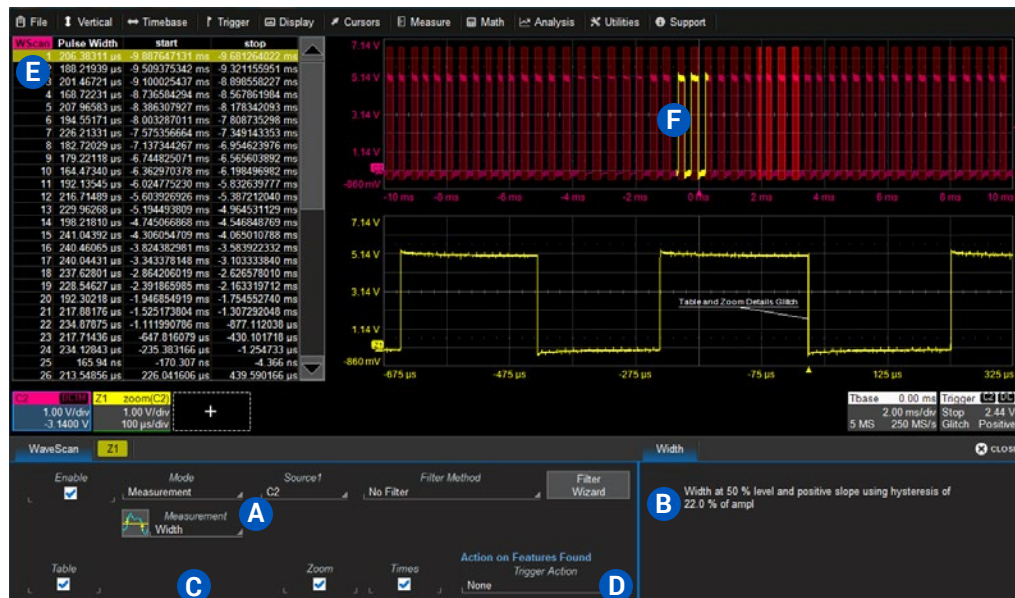 File Vertical Timebase Trigger Display Cursors Measure Math Analysis Utilities Support
WScan Pulse Width start stop
1 206.38311 µs -9.887647131 ms -9.681264022 ms
2 188.21939 µs -9.509375342 ms -9.321155951 ms
E
3 201.46721 µs -9.100025437 ms -8.898558227 ms
4 168.72231 µs -8.736584294 ms -8.567861984 ms
5 207.96583 µs -8.386307927 ms -8.178342093 ms
6 194.55171 µs -8.003287011 ms -7.808735298 ms
7 226.21331 µs -7.575356664 ms -7.349143353 ms
8 182.72029 µs -7.137344267 ms -6.954623976 ms
9 179.22118 µs -6.744825071 ms -6.565603892 ms
10 164.47340 µs -6.362970378 ms -6.198496982 ms
11 192.13545 µs -6.024775230 ms -5.832639777 ms
12 216.71489 µs -5.603926926 ms -5.387212040 ms
13 229.96268 µs -5.194493809 ms -4.964531129 ms
14 198.21810 µs -4.745066868 ms -4.546848769 ms
15 241.04392 µs -4.306054709 ms -4.065010788 ms
16 240.46065 µs -3.824382981 ms -3.583922332 ms
17 240.04431 µs -3.343378148 ms -3.103333840 ms
18 237.62801 µs -2.864206019 ms -2.626578010 ms
19 228.54627 µs -2.391865985 ms -2.163319712 ms
20 192.30218 µs -1.946854919 ms -1.754552740 ms
21 217.88176 µs -1.525173804 ms -1.307292048 ms
22 234.87875 µs -1.111990786 ms -877.112038 µs
23 217.71436 µs -647.816079 µs -430.101718 µs
24 234.12843 µs -235.383166 µs -1.254733 µs
25 165.94 ns -170.307 ns -4.366 ns
26 213.54856 µs 226.041606 µs 439.590166 µs
7.14 V
5.14 V
3.14 V
1.14 V
-860 mV
F
-10 ms -8 ms -6 ms -4 ms -2 ms 0 ms 2 ms 4 ms 6 ms 8 ms 10 ms
7.14 V
5.14 V
3.14 V
1.14 V
-860 mV
Z1
Table and Zoom Details Glitch
-675 µs -475 µs -275 µs -75 µs 125 µs 325 µs
C2 DC1M
1.00 V/div
-3.1400 V
Z1 zoom(C2)
1.00 V/div
100 µs/div
+
Tbase 0.00 ms
2.00 ms/div
5 MS 250 MS/s
Trigger C2 DC
Stop 2.44 V
Glitch Positive
WaveScan Z1 Width CLOSE
Enable Mode Source1 Filter Method
Measurement C2 No Filter
Filter Wizard
Measurement
Width
A
B
Width at 50 % level and positive slope using hysteresis of
22.0 % of ampl
Action on Features Found
Table Zoom Times Trigger Action
None
C
D